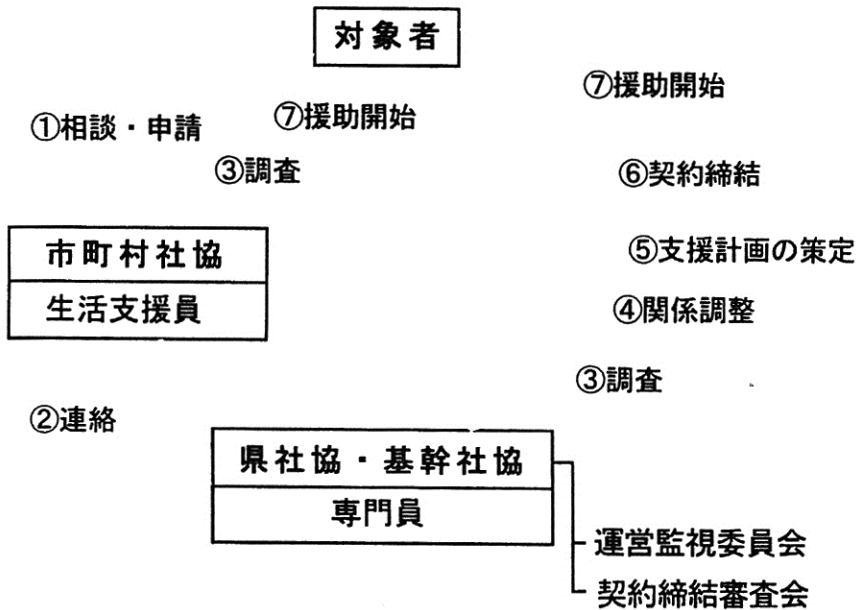 対象者
⑦援助開始
①相談・申請
⑦援助開始
③調査
⑥契約締結
市町村社協
生活支援員
⑤支援計画の策定
④関係調整
③調査
②連絡
県社協・基幹社協
専門員
運営監視委員会
契約締結審査会